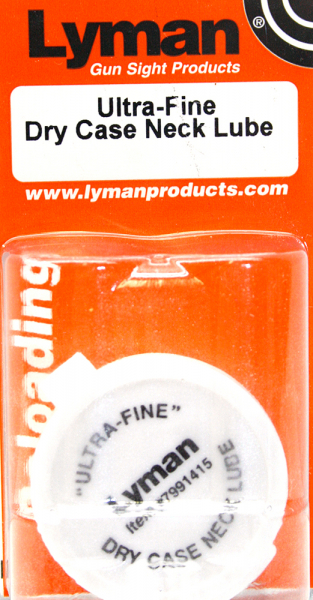 Lyman
Gun Sight Products
Ultra-Fine
Dry Case Neck Lube
www.lymanproducts.com
"ULTRA-FINE"
Lyman
7991415
DRY CASE NECK LUBE